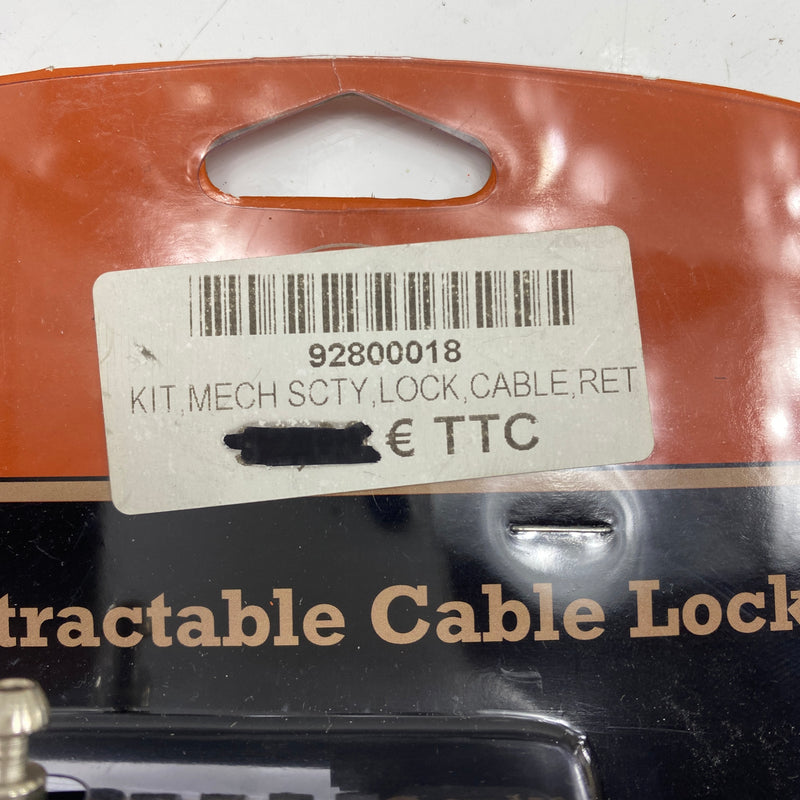 92800018
KIT,MECH SCTY,LOCK,CABLE,RET
€ TTC
tractable Cable Lock